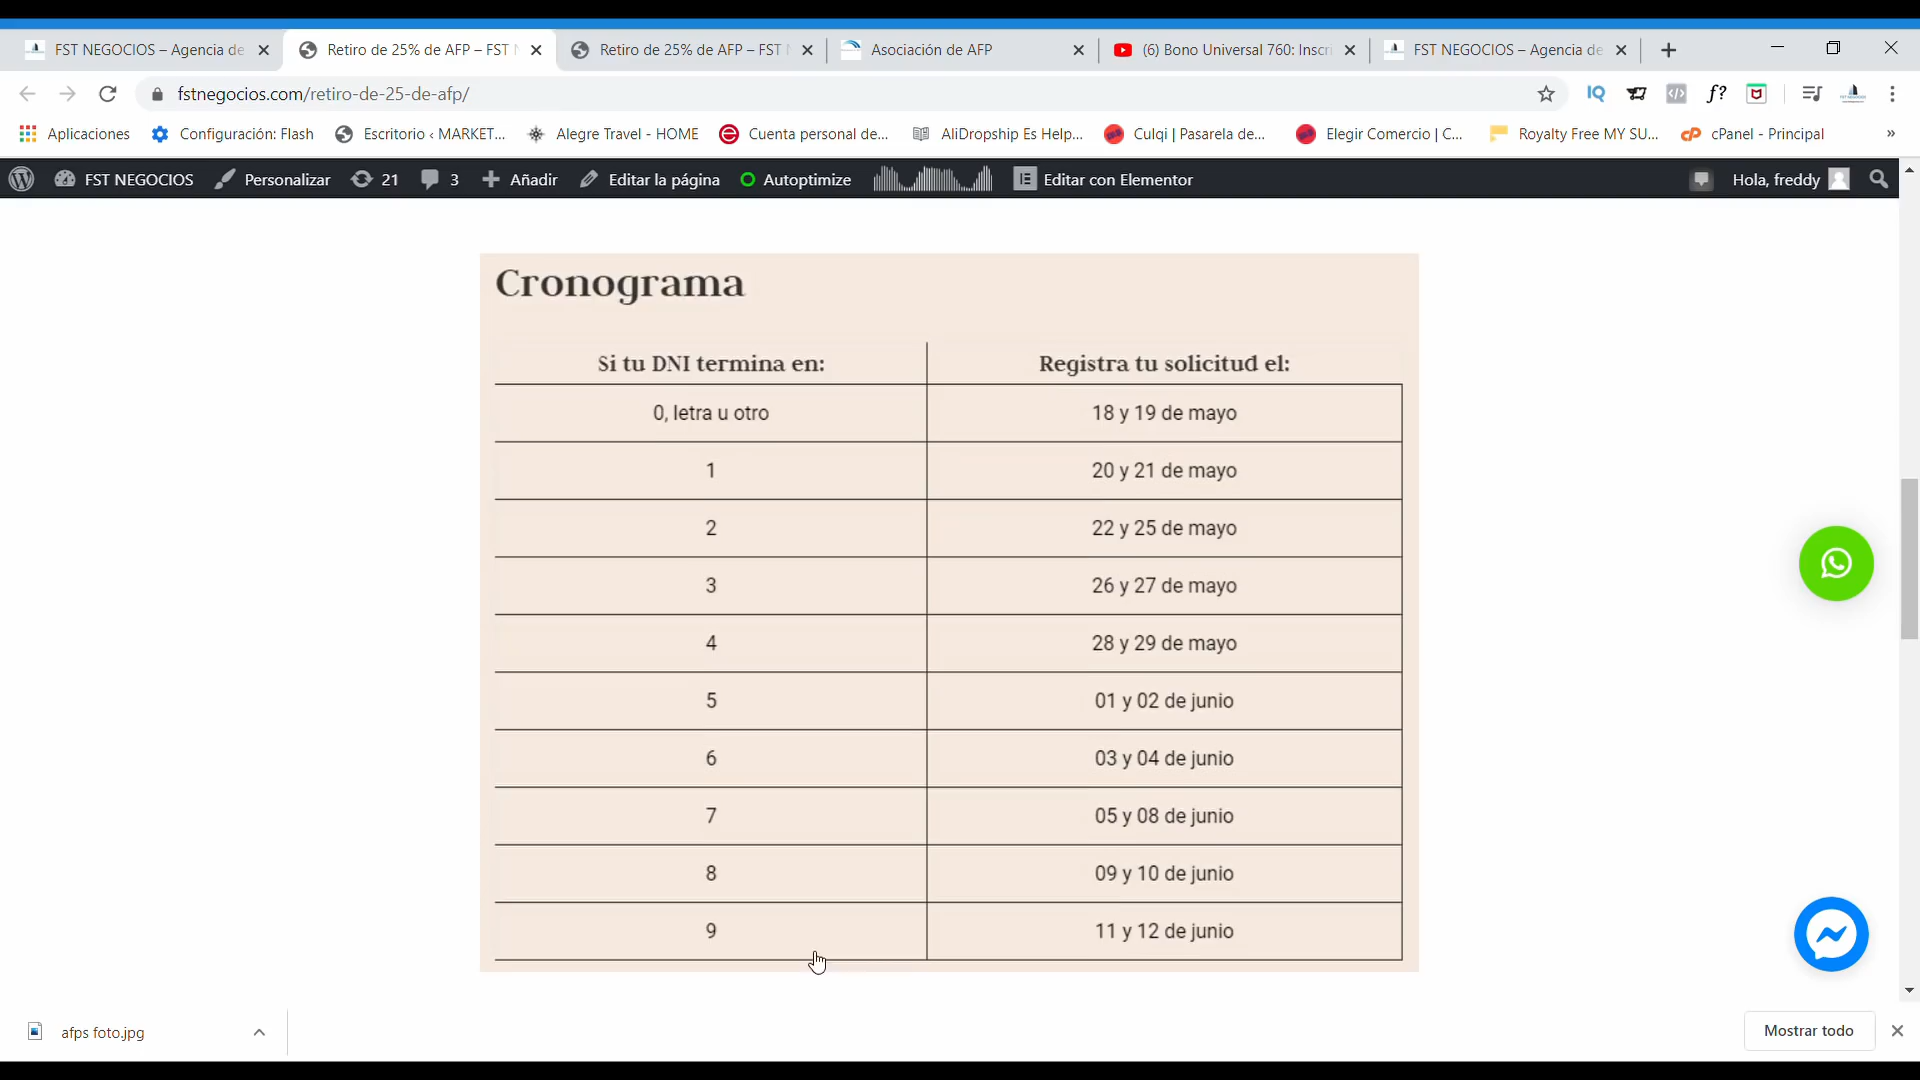 FST NEGOCIOS – Agencia de
Retiro de 25% de AFP – FST
Retiro de 25% de AFP – FST
Asociación de AFP
(6) Bono Universal 760: Inscri
FST NEGOCIOS – Agencia de
fstnegocios.com/retiro-de-25-de-afp/
Aplicaciones
Configuración: Flash
Escritorio ‹ MARKET...
Alegre Travel - HOME
Cuenta personal de...
AliDropship Es Help...
Culqi | Pasarela de...
Elegir Comercio | C...
Royalty Free MY SU...
cPanel - Principal
FST NEGOCIOS
Personalizar
21
3
Añadir
Editar la página
Autoptimize
Editar con Elementor
Hola, freddy
Cronograma
Si tu DNI termina en: Registra tu solicitud el:
0, letra u otro 18 y 19 de mayo
1 20 y 21 de mayo
2 22 y 25 de mayo
3 26 y 27 de mayo
4 28 y 29 de mayo
5 01 y 02 de junio
6 03 y 04 de junio
7 05 y 08 de junio
8 09 y 10 de junio
9 11 y 12 de junio
afps foto.jpg
Mostrar todo